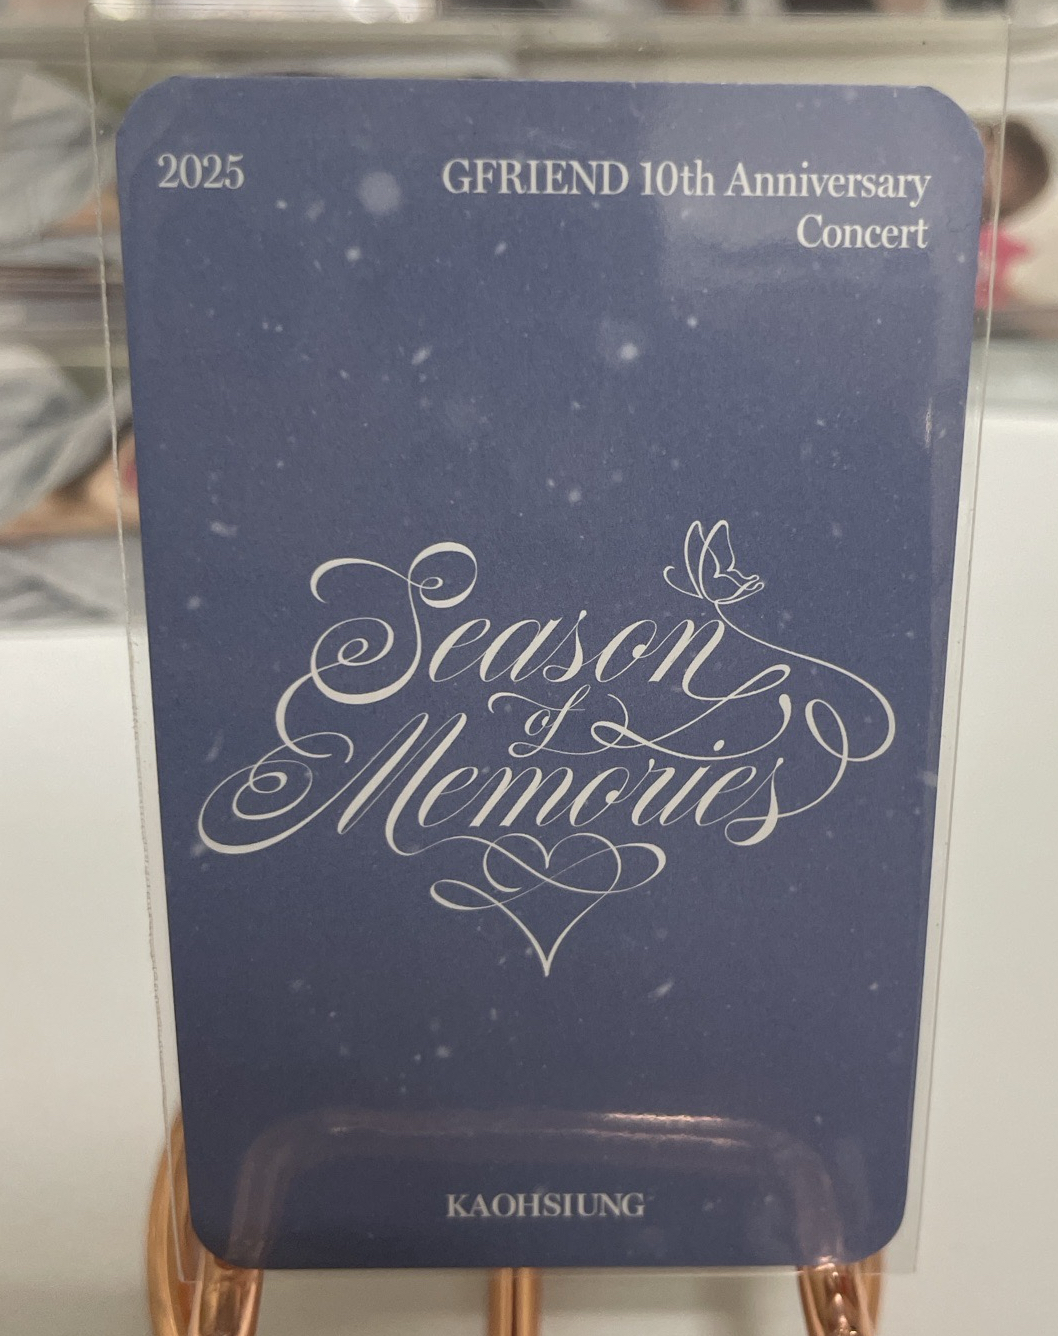 2025
GFRIEND 10th Anniversary
Concert
Season
of
Memories
KAOHSIUNG